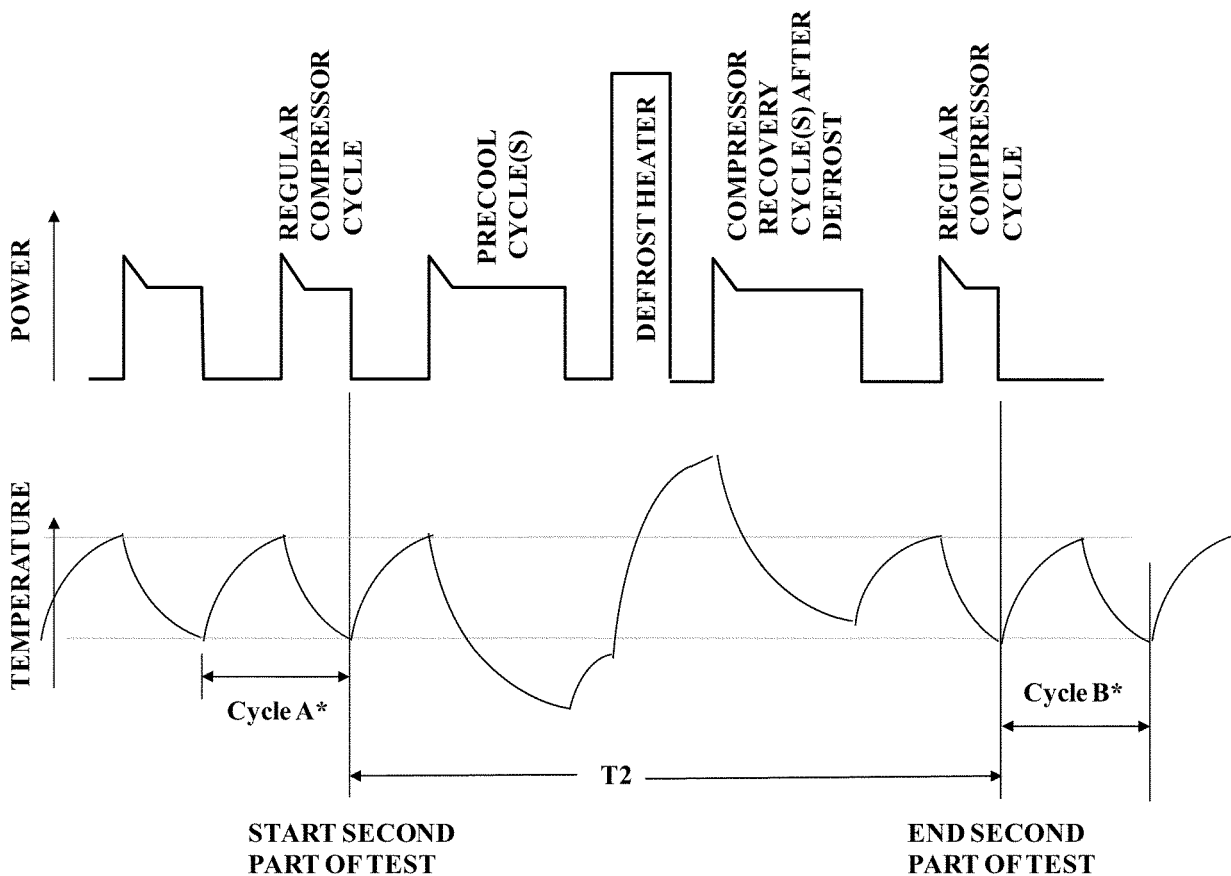 REGULAR
COMPRESSOR
CYCLE
PRECOOL
CYCLE(S)
DEFROST HEATER
COMPRESSOR
RECOVERY
CYCLE(S) AFTER
DEFROST
REGULAR
COMPRESSOR
CYCLE
POWER
TEMPERATURE
Cycle A*
Cycle B*
T2
START SECOND
PART OF TEST
END SECOND
PART OF TEST